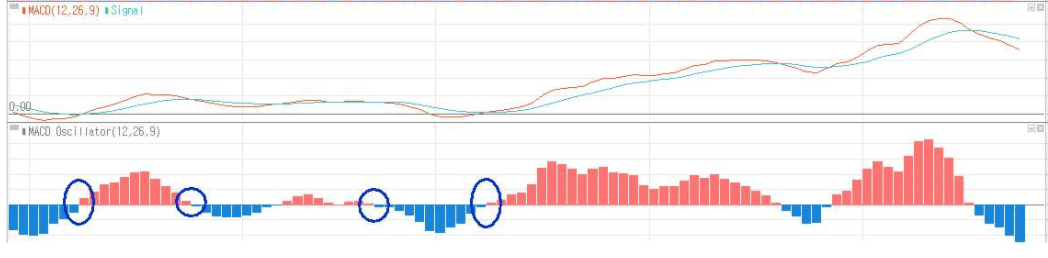 MACD(12,26,9) Signal
0.00
MACD Oscillator(12,26,9)